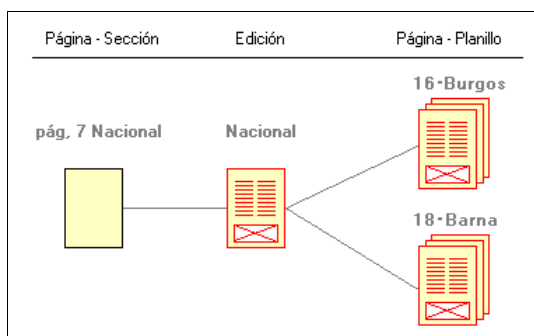 Página - Sección Edición Página - Planillo
16-Burgos
pág, 7 Nacional Nacional
18-Barna